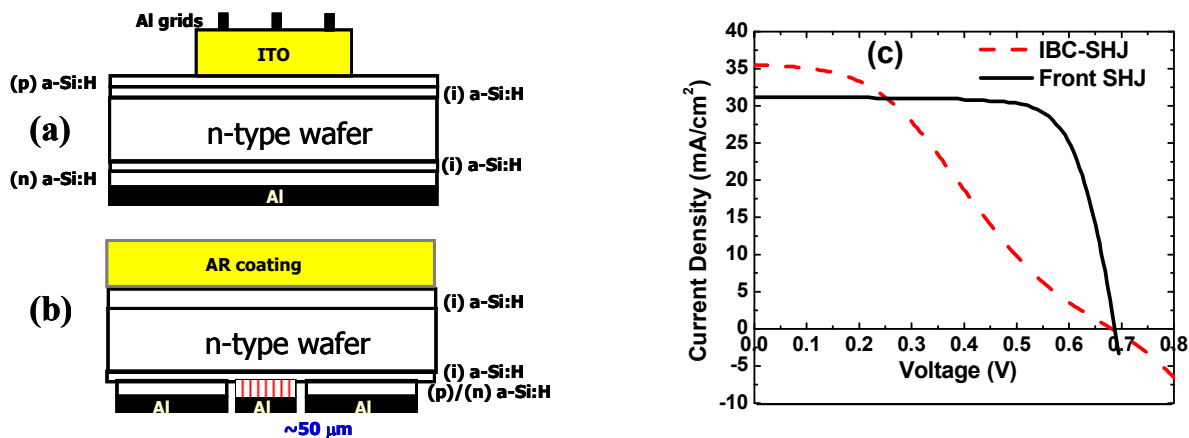 Al grids
ITO
(p) a-Si:H
(i) a-Si:H
(a)
n-type wafer
(i) a-Si:H
(n) a-Si:H
Al
AR coating
(i) a-Si:H
(b)
n-type wafer
(i) a-Si:H
(p)/(n) a-Si:H
Al Al Al
~50 μm
(c)
IBC-SHJ
Front SHJ
Current Density (mA/cm²)
40
35
30
25
20
15
10
5
0
-5
-10
0.0 0.1 0.2 0.3 0.4 0.5 0.6 0.7 0.8
Voltage (V)